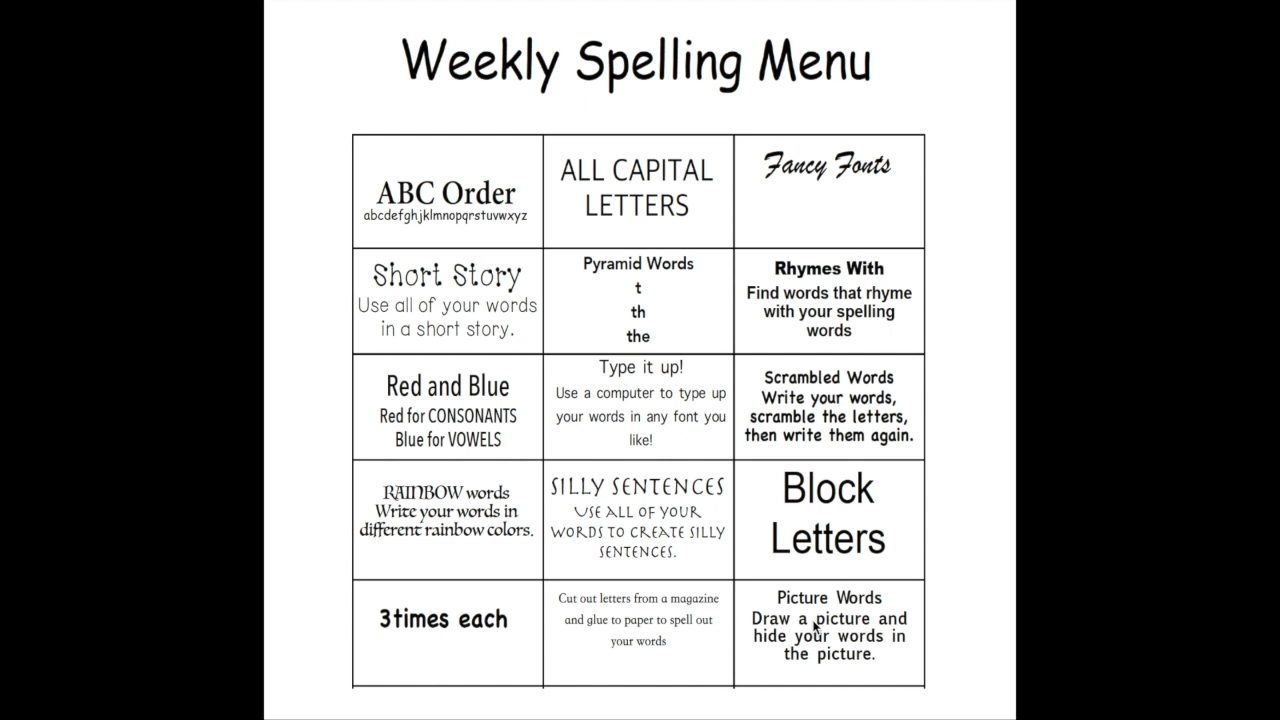 Weekly Spelling Menu
ABC Order
abcdefghjklmnopqrstuvwxyz
ALL CAPITAL
LETTERS
Fancy Fonts
Short Story
Use all of your words
in a short story.
Pyramid Words
t
th
the
Rhymes With
Find words that rhyme
with your spelling
words
Red and Blue
Red for CONSONANTS
Blue for VOWELS
Type it up!
Use a computer to type up
your words in any font you
like!
Scrambled Words
Write your words,
scramble the letters,
then write them again.
RAINBOW words
Write your words in
different rainbow colors.
SILLY SENTENCES
USE ALL OF YOUR
WORDS TO CREATE SILLY
SENTENCES.
Block
Letters
3times each
Cut out letters from a magazine
and glue to paper to spell out
your words
Picture Words
Draw a picture and
hide your words in
the picture.